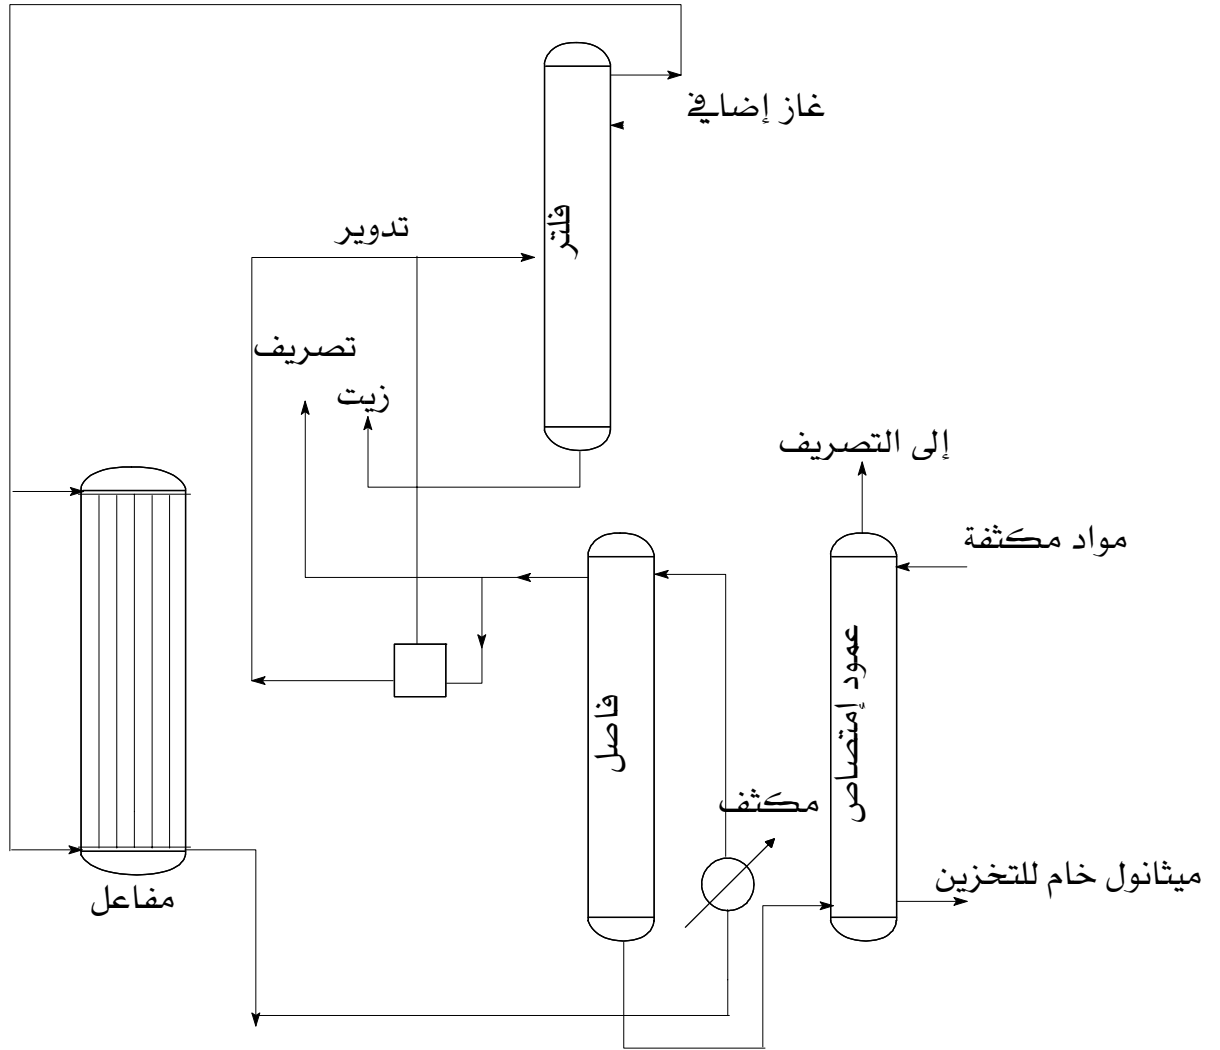 غاز إضافي
فلتر
تدوير
تصريف
زيت
إلى التصريف
مواد مكثفة
عمود إمتصاص
فاصل
مكثف
ميثانول خام للتخزين
مفاعل